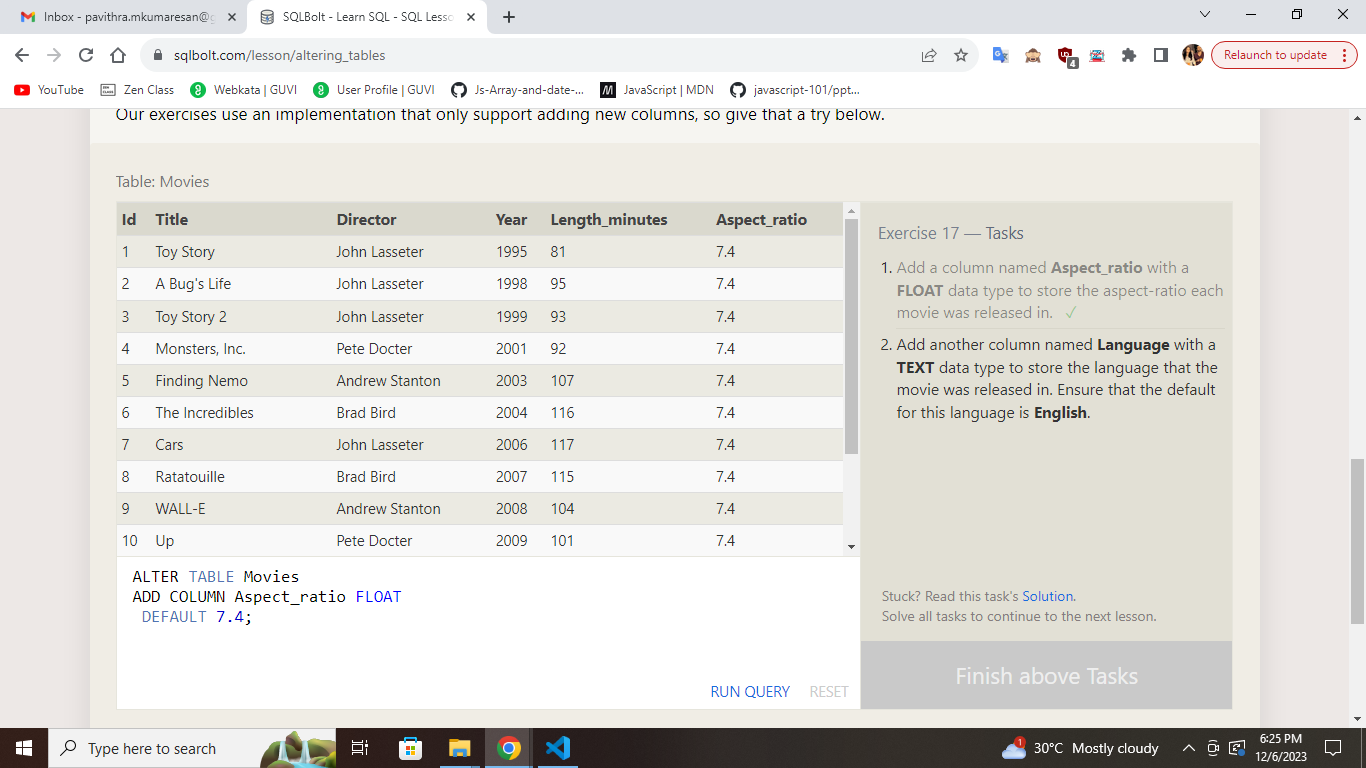 Inbox - pavithra.mkumaresan@g
SQLBolt - Learn SQL - SQL Lesso
sqlbolt.com/lesson/altering_tables
4
Relaunch to update
YouTube
Zen Class
Webkata | GUVI
User Profile | GUVI
Js-Array-and-date-...
JavaScript | MDN
javascript-101/ppt...
Our exercises use an implementation that only support adding new columns, so give that a try below.
Table: Movies
Id Title Director Year Length_minutes Aspect_ratio
1 Toy Story John Lasseter 1995 81 7.4
2 A Bug's Life John Lasseter 1998 95 7.4
3 Toy Story 2 John Lasseter 1999 93 7.4
4 Monsters, Inc. Pete Docter 2001 92 7.4
5 Finding Nemo Andrew Stanton 2003 107 7.4
6 The Incredibles Brad Bird 2004 116 7.4
7 Cars John Lasseter 2006 117 7.4
8 Ratatouille Brad Bird 2007 115 7.4
9 WALL-E Andrew Stanton 2008 104 7.4
10 Up Pete Docter 2009 101 7.4
ALTER TABLE Movies
ADD COLUMN Aspect_ratio FLOAT
DEFAULT 7.4;
RUN QUERY RESET
Exercise 17 — Tasks
1. Add a column named Aspect_ratio with a
FLOAT data type to store the aspect-ratio each
movie was released in. ✓
2. Add another column named Language with a
TEXT data type to store the language that the
movie was released in. Ensure that the default
for this language is English.
Stuck? Read this task's Solution.
Solve all tasks to continue to the next lesson.
Finish above Tasks
Type here to search
1
30°C Mostly cloudy
6:25 PM
12/6/2023